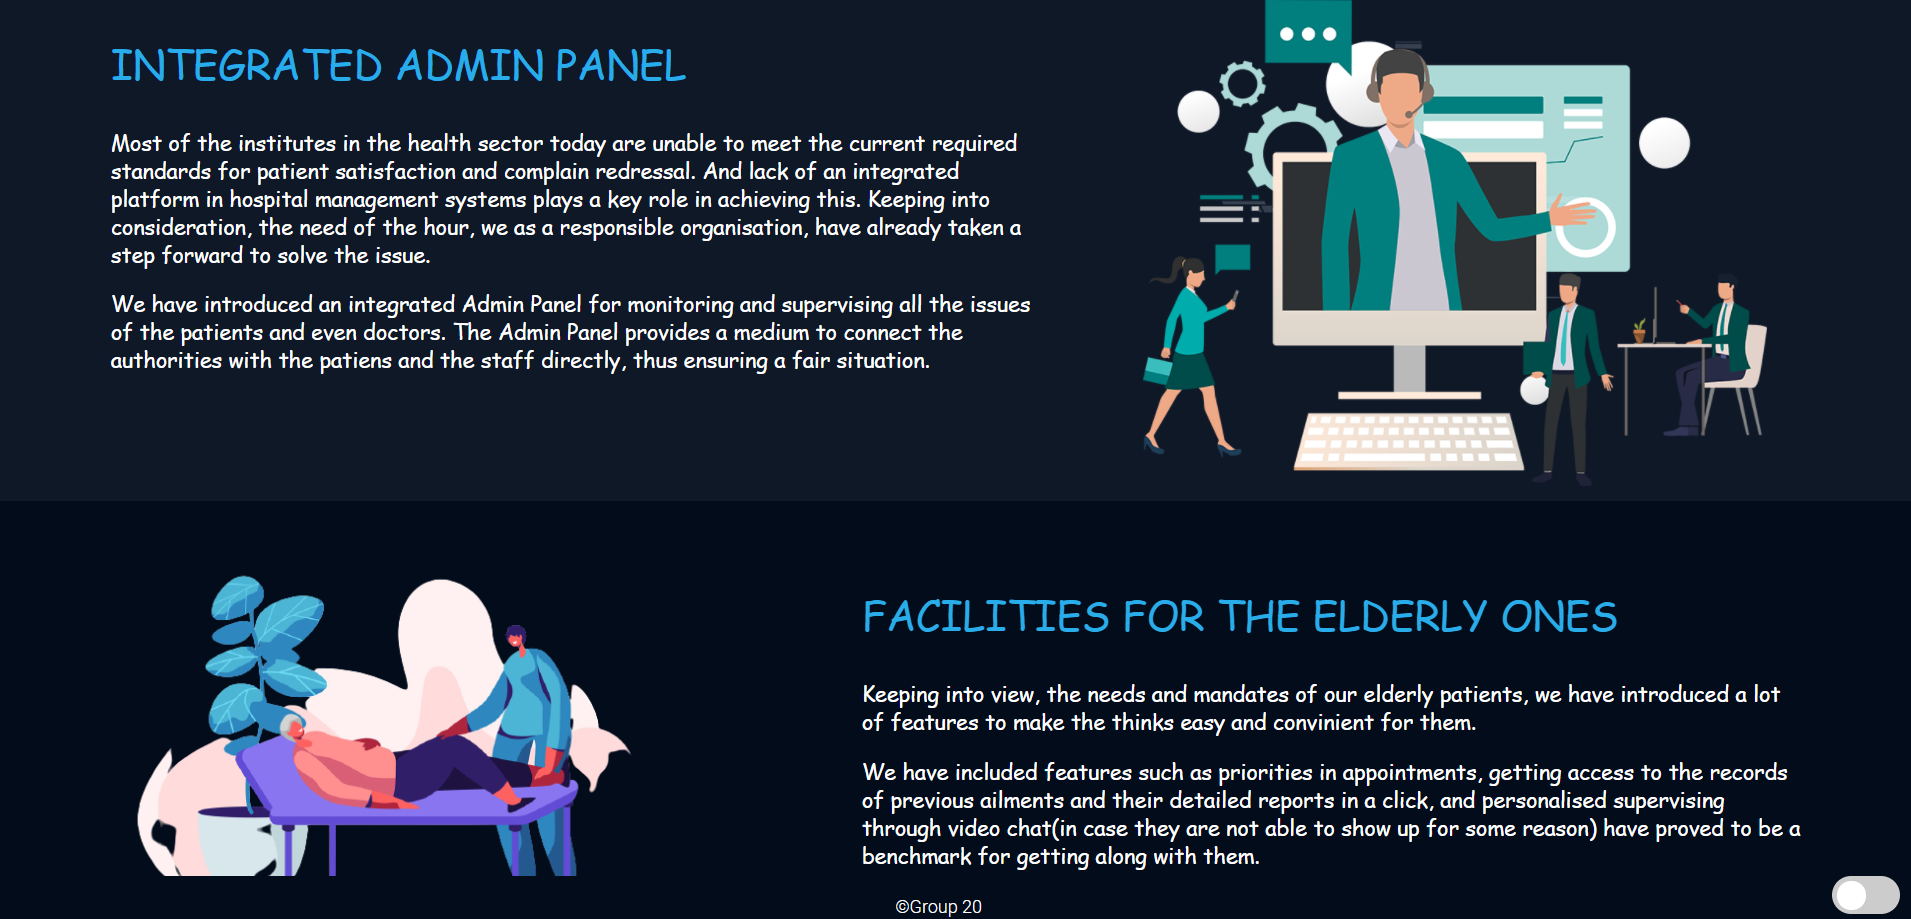 INTEGRATED ADMIN PANEL
Most of the institutes in the health sector today are unable to meet the current required
standards for patient satisfaction and complain redressal. And lack of an integrated
platform in hospital management systems plays a key role in achieving this. Keeping into
consideration, the need of the hour, we as a responsible organisation, have already taken a
step forward to solve the issue.
We have introduced an integrated Admin Panel for monitoring and supervising all the issues
of the patients and even doctors. The Admin Panel provides a medium to connect the
authorities with the patiens and the staff directly, thus ensuring a fair situation.
FACILITIES FOR THE ELDERLY ONES
Keeping into view, the needs and mandates of our elderly patients, we have introduced a lot
of features to make the thinks easy and convinient for them.
We have included features such as priorities in appointments, getting access to the records
of previous ailments and their detailed reports in a click, and personalised supervising
through video chat(in case they are not able to show up for some reason) have proved to be a
benchmark for getting along with them.
©Group 20